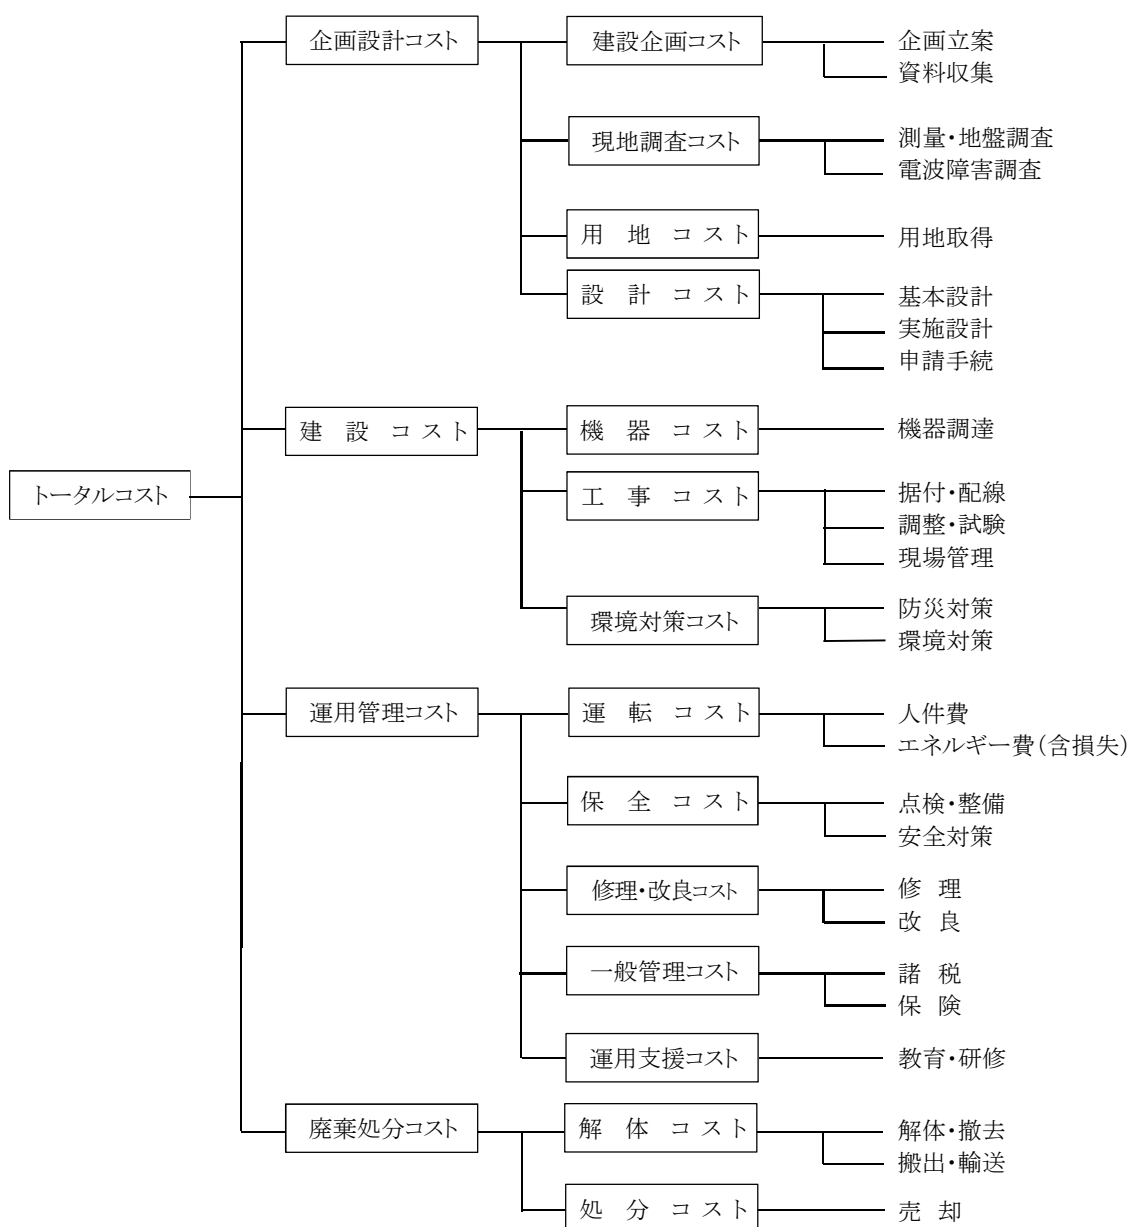 企画設計コスト 建設企画コスト 企画立案
資料収集
現地調査コスト 測量・地盤調査
電波障害調査
用地コスト 用地取得
設計コスト 基本設計
実施設計
申請手続
建設コスト 機器コスト 機器調達
トータルコスト 工事コスト 据付・配線
調整・試験
現場管理
環境対策コスト 防災対策
環境対策
運用管理コスト 運転コスト 人件費
エネルギー費(含損失)
保全コスト 点検・整備
安全対策
修理・改良コスト 修理
改良
一般管理コスト 諸税
保険
運用支援コスト 教育・研修
廃棄処分コスト 解体コスト 解体・撤去
搬出・輸送
処分コスト 売却